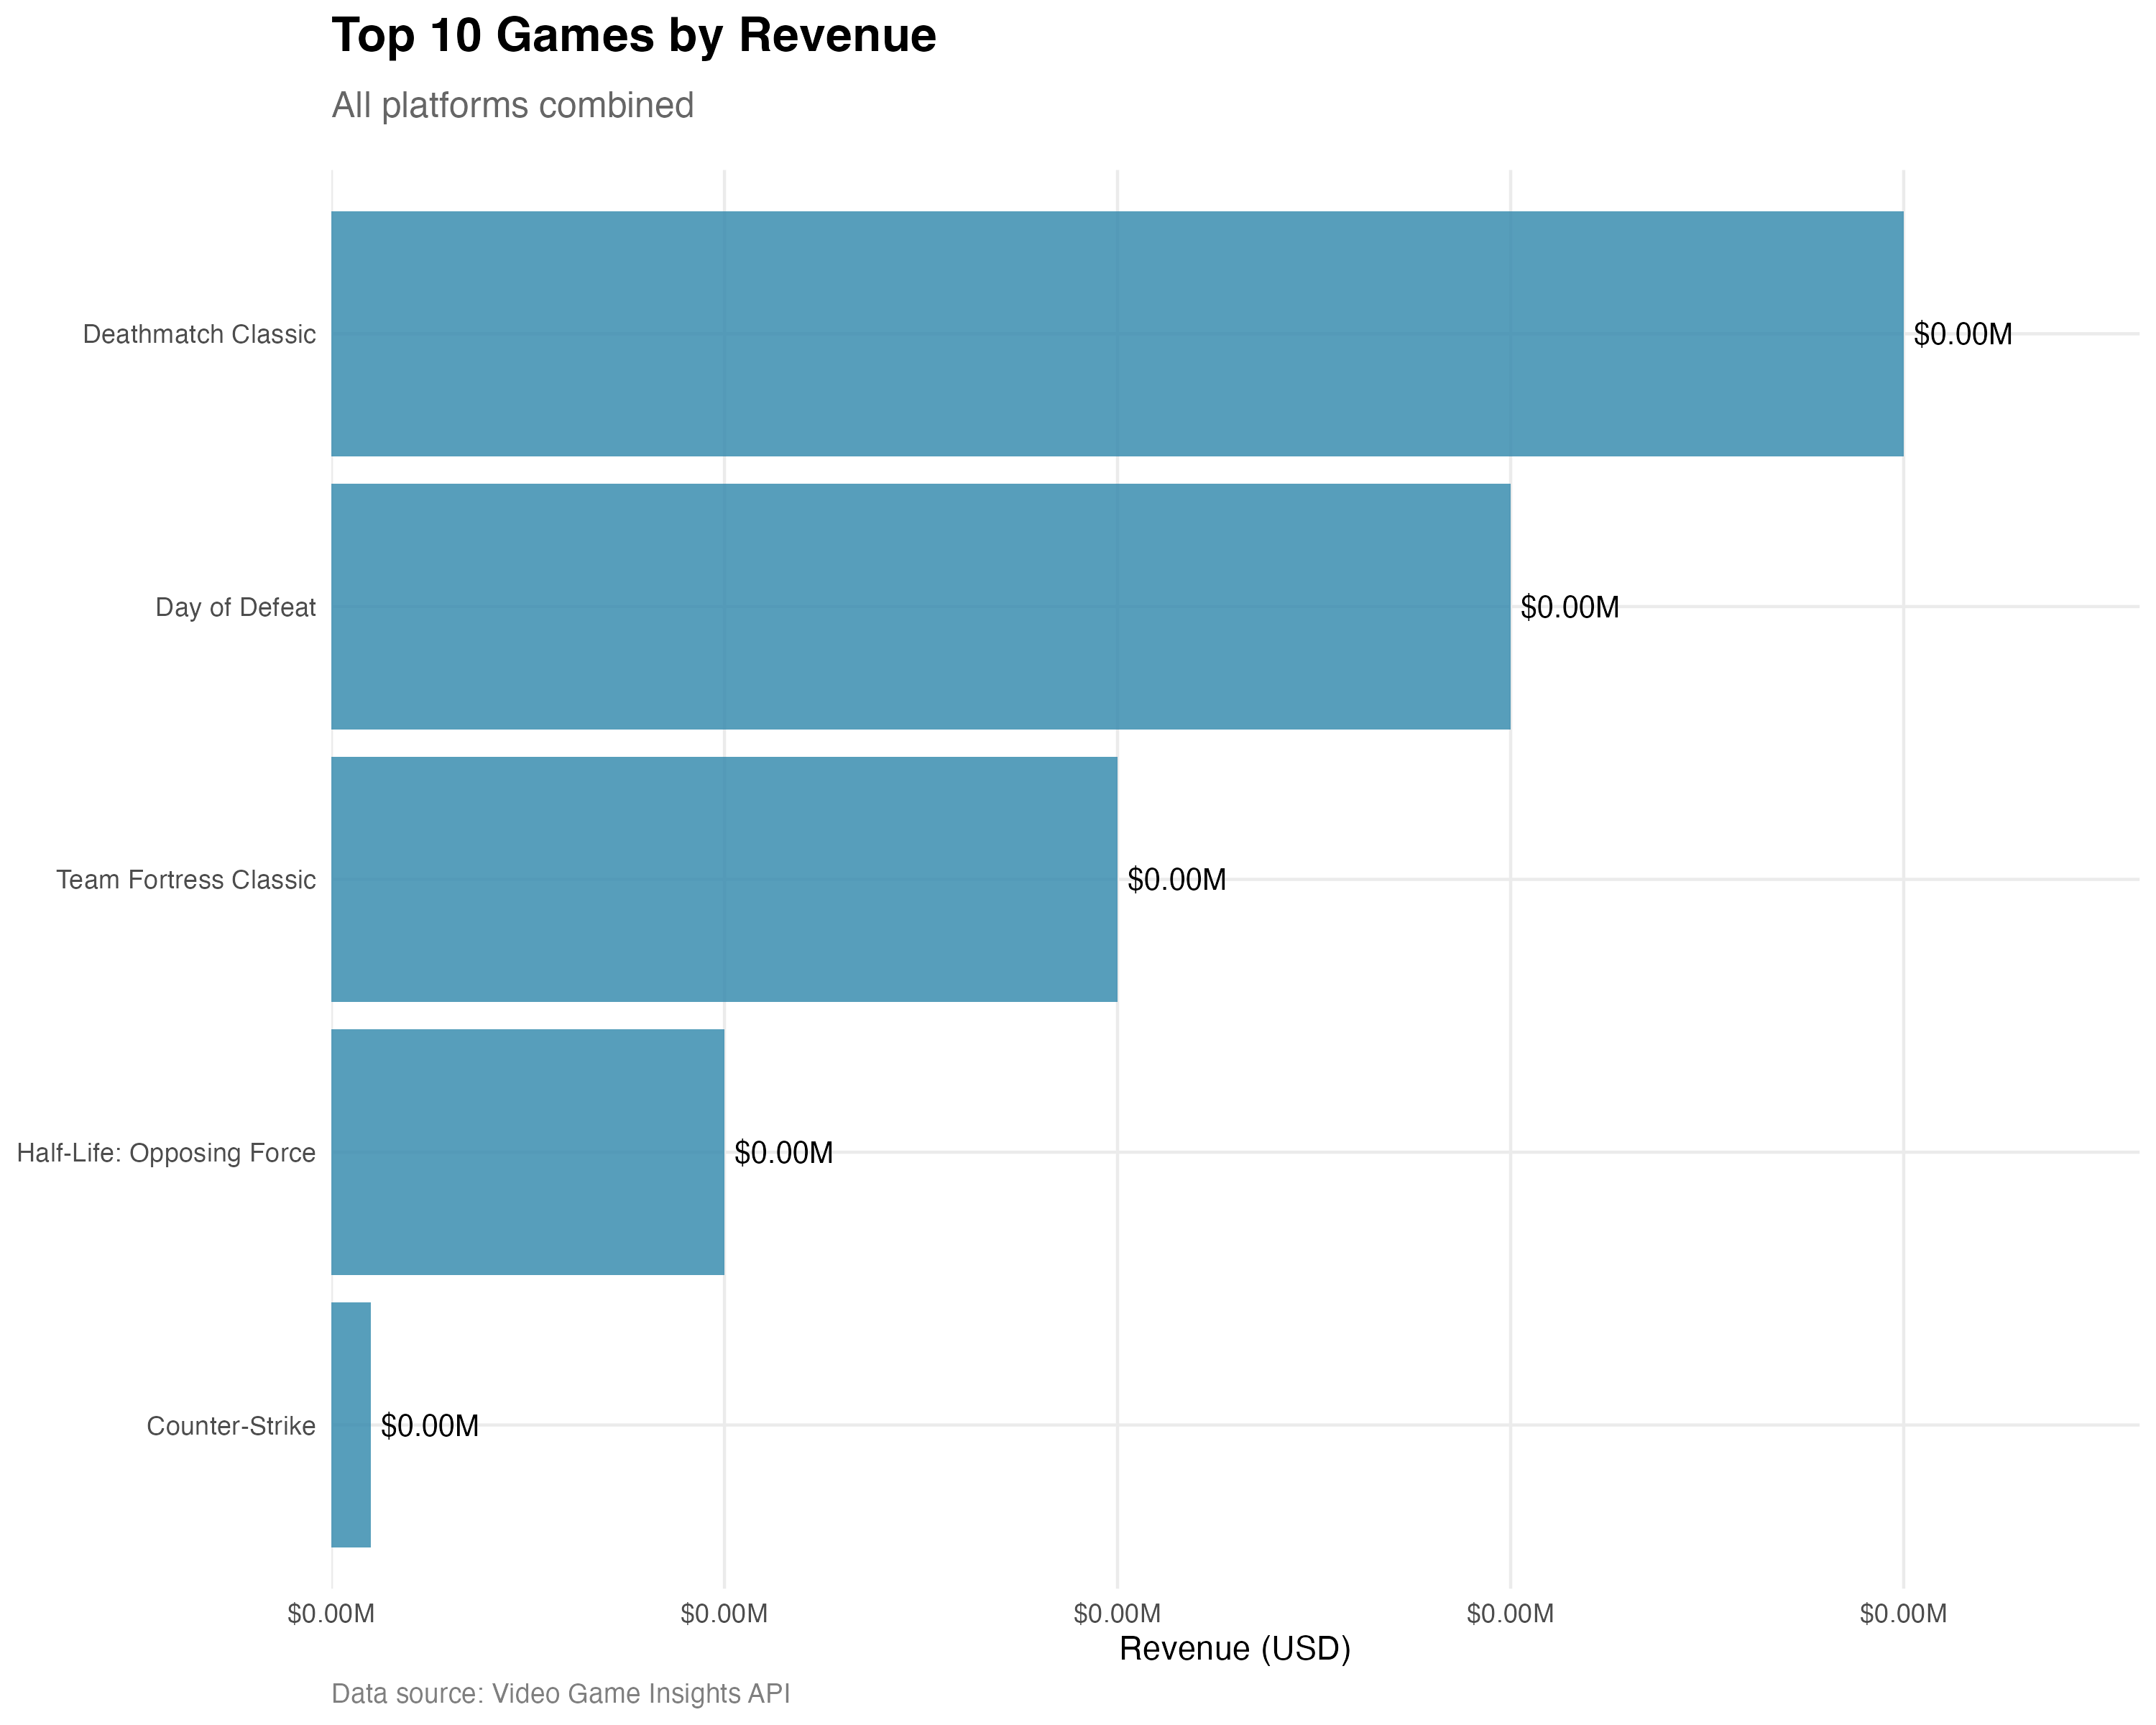 Top 10 Games by Revenue
All platforms combined
Deathmatch Classic
$0.00M
Day of Defeat
$0.00M
Team Fortress Classic
$0.00M
Half-Life: Opposing Force
$0.00M
Counter-Strike
$0.00M
$0.00M $0.00M $0.00M $0.00M $0.00M
Revenue (USD)
Data source: Video Game Insights API